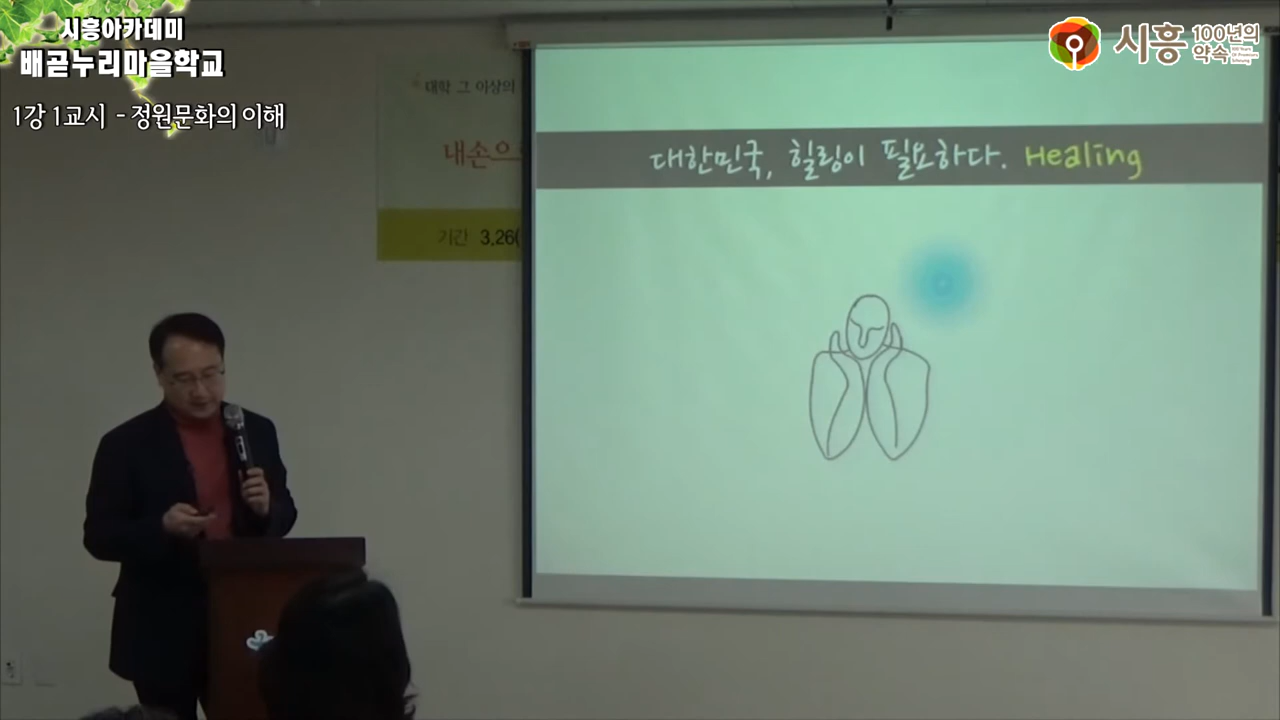 시흥아카데미
배곧누리마을학교
1강 1교시 - 정원문화의 이해
시흥 100년의
약속
대학 그 이상의
내손으
기간 3.26(
대한민국, 힐링이 필요하다. Healing